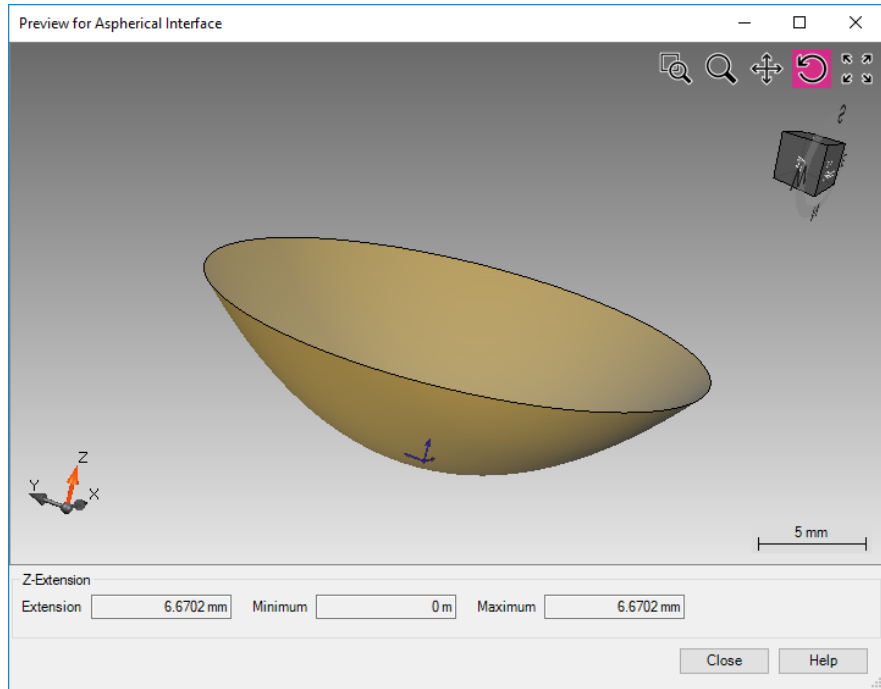 Preview for Aspherical Interface
Z
Y
X
5 mm
Z-Extension
Extension 6.6702 mm Minimum 0 m Maximum 6.6702 mm
Close Help